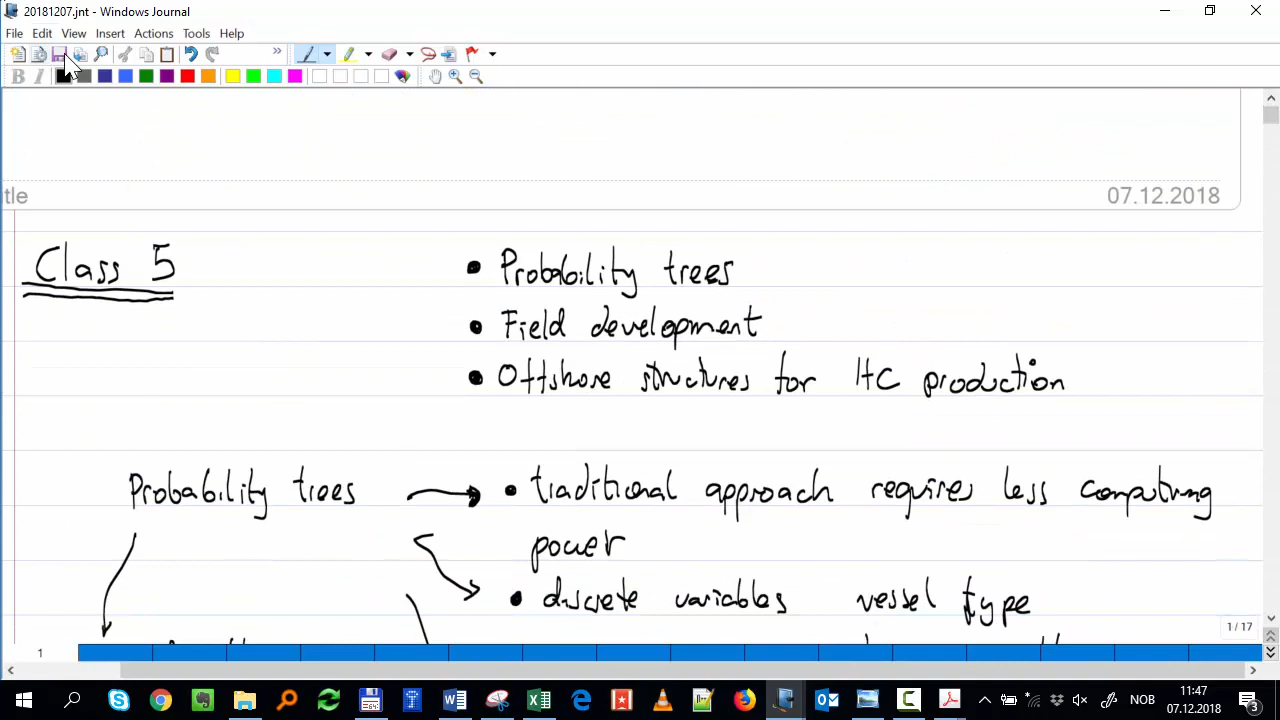 20181207.jnt - Windows Journal
File Edit View Insert Actions Tools Help
B I
tle
07.12.2018
Class 5
• Probability trees
• Field development
• Offshore structures for HC production
Probability trees
• traditional approach requires less computing
power
• discrete variables vessel type
1 / 17
1
NOB
11:47
07.12.2018
3